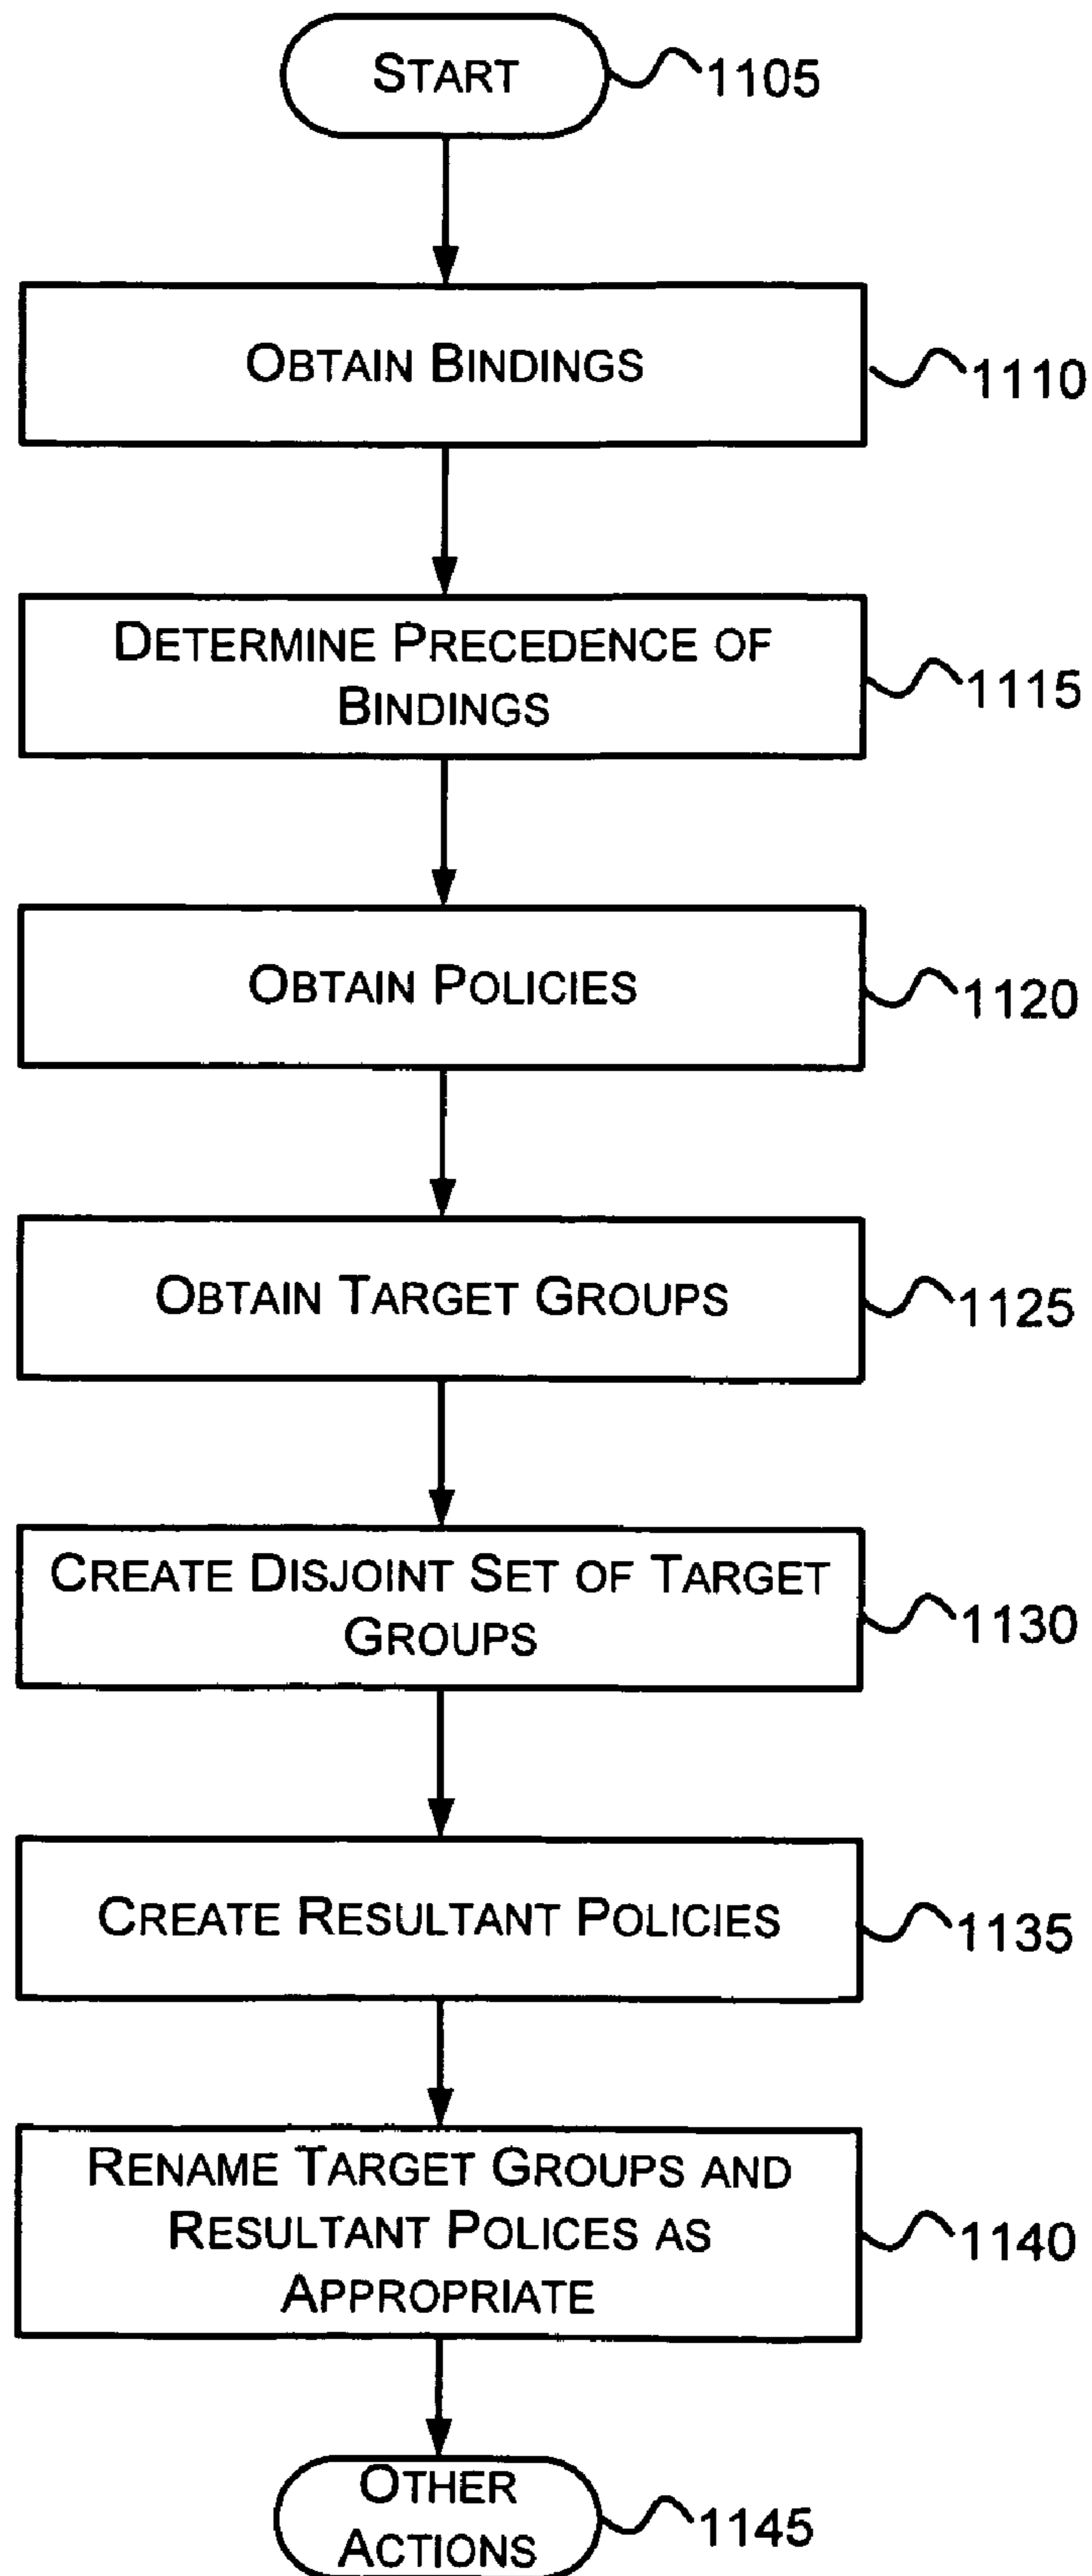 START
1105
OBTAIN BINDINGS
1110
DETERMINE PRECEDENCE OF
BINDINGS
1115
OBTAIN POLICIES
1120
OBTAIN TARGET GROUPS
1125
CREATE DISJOINT SET OF TARGET
GROUPS
1130
CREATE RESULTANT POLICIES
1135
RENAME TARGET GROUPS AND
RESULTANT POLICES AS
APPROPRIATE
1140
OTHER
ACTIONS
1145